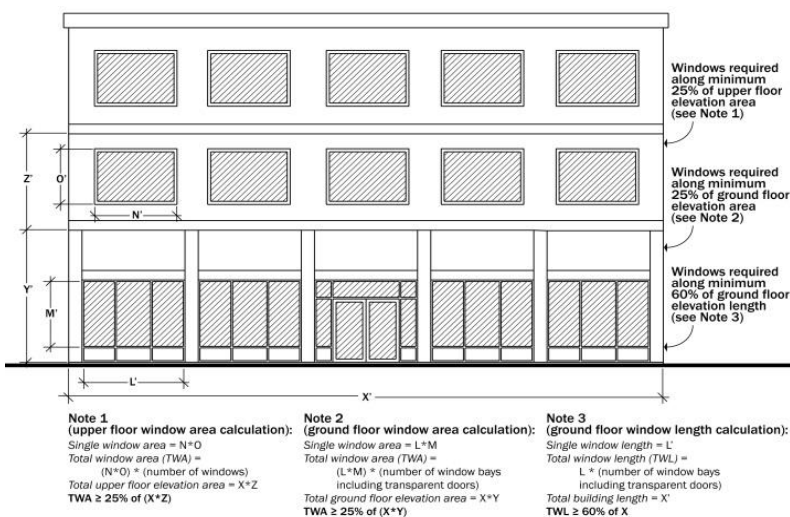 Windows required
along minimum
25% of upper floor
elevation area
(see Note 1)
Z'
O'
N'
Windows required
along minimum
25% of ground floor
elevation area
(see Note 2)
Y'
M'
Windows required
along minimum
60% of ground floor
elevation length
(see Note 3)
L'
X'
Note 1
(upper floor window area calculation):
Single window area = N*O
Total window area (TWA) =
(N*O) * (number of windows)
Total upper floor elevation area = X*Z
TWA ≥ 25% of (X*Z)
Note 2
(ground floor window area calculation):
Single window area = L*M
Total window area (TWA) =
(L*M) * (number of window bays
including transparent doors)
Total ground floor elevation area = X*Y
TWA ≥ 25% of (X*Y)
Note 3
(ground floor window length calculation):
Single window length = L'
Total window length (TWL) =
L * (number of window bays
including transparent doors)
Total building length = X'
TWL ≥ 60% of X